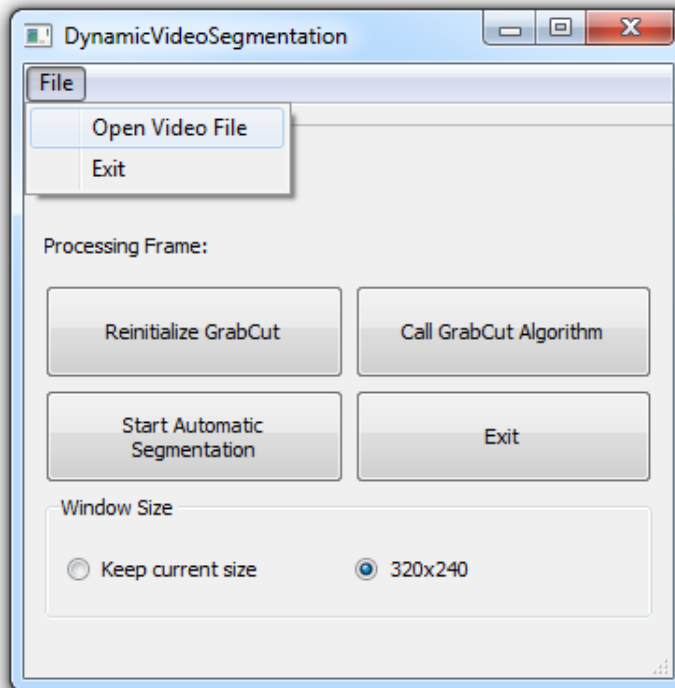 DynamicVideoSegmentation
File
Open Video File
Exit
Processing Frame:
Reinitialize GrabCut
Call GrabCut Algorithm
Start Automatic
Segmentation
Exit
Window Size
Keep current size
320x240